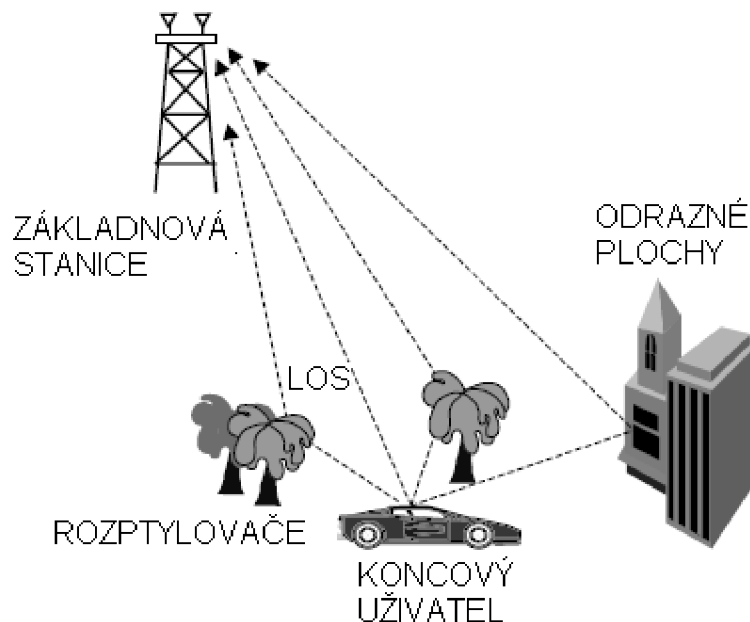 ZÁKLADNOVÁ
STANICE
ODRAZNÉ
PLOCHY
LOS
ROZPTYLOVAČE
KONCOVÝ
UŽIVATEL